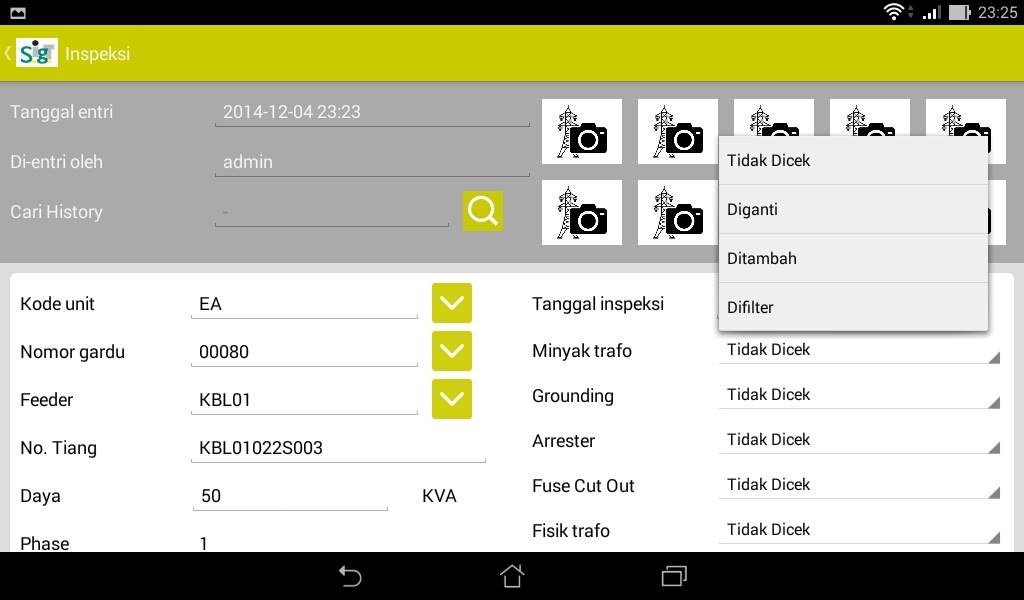 23:25
SigIT Inspeksi
Tanggal entri 2014-12-04 23:23
Di-entri oleh admin
Cari History -
Tidak Dicek
Diganti
Ditambah
Difilter
Kode unit EA
Nomor gardu 00080
Feeder KBL01
No. Tiang KBL01022S003
Daya 50 KVA
Phase 1
Tanggal inspeksi
Minyak trafo Tidak Dicek
Grounding Tidak Dicek
Arrester Tidak Dicek
Fuse Cut Out Tidak Dicek
Fisik trafo Tidak Dicek